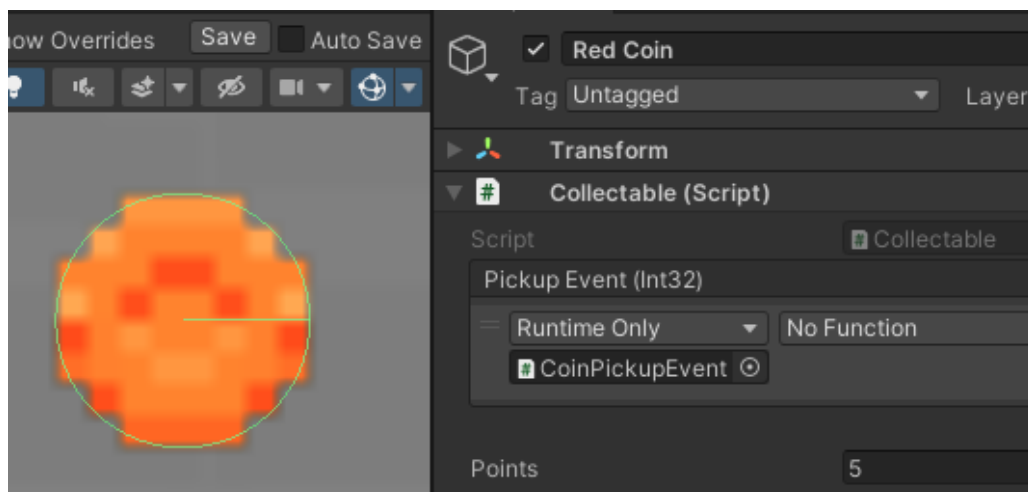 now Overrides Save Auto Save
Red Coin
Tag Untagged Layer
Transform
# Collectable (Script)
Script # Collectable
Pickup Event (Int32)
Runtime Only No Function
# CoinPickupEvent
Points 5